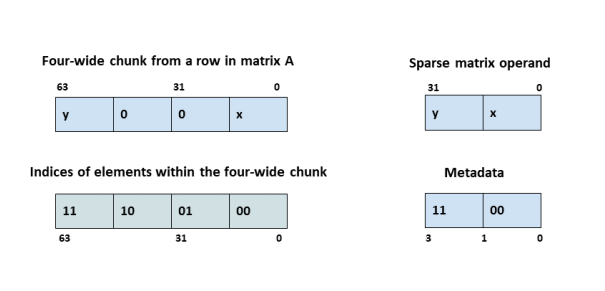 Four-wide chunk from a row in matrix A
63 31 0
y 0 0 x
Indices of elements within the four-wide chunk
11 10 01 00
63 31 0
Sparse matrix operand
31 0
y x
Metadata
11 00
3 1 0